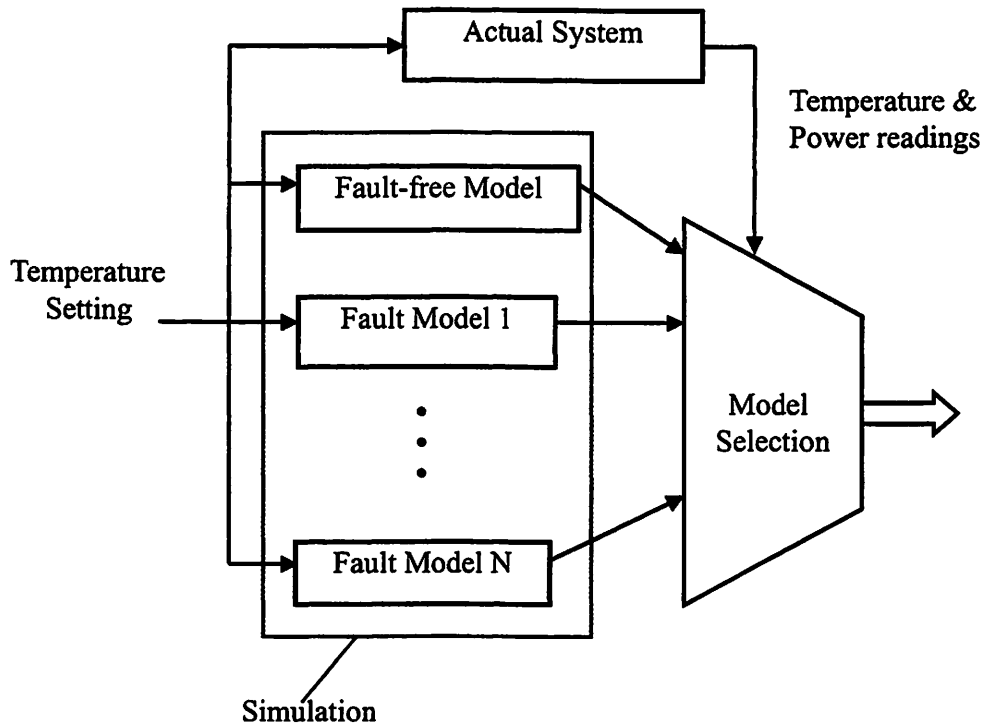 Actual System
Temperature &
Power readings
Fault-free Model
Temperature
Setting
Fault Model 1
Model
Selection
Fault Model N
Simulation